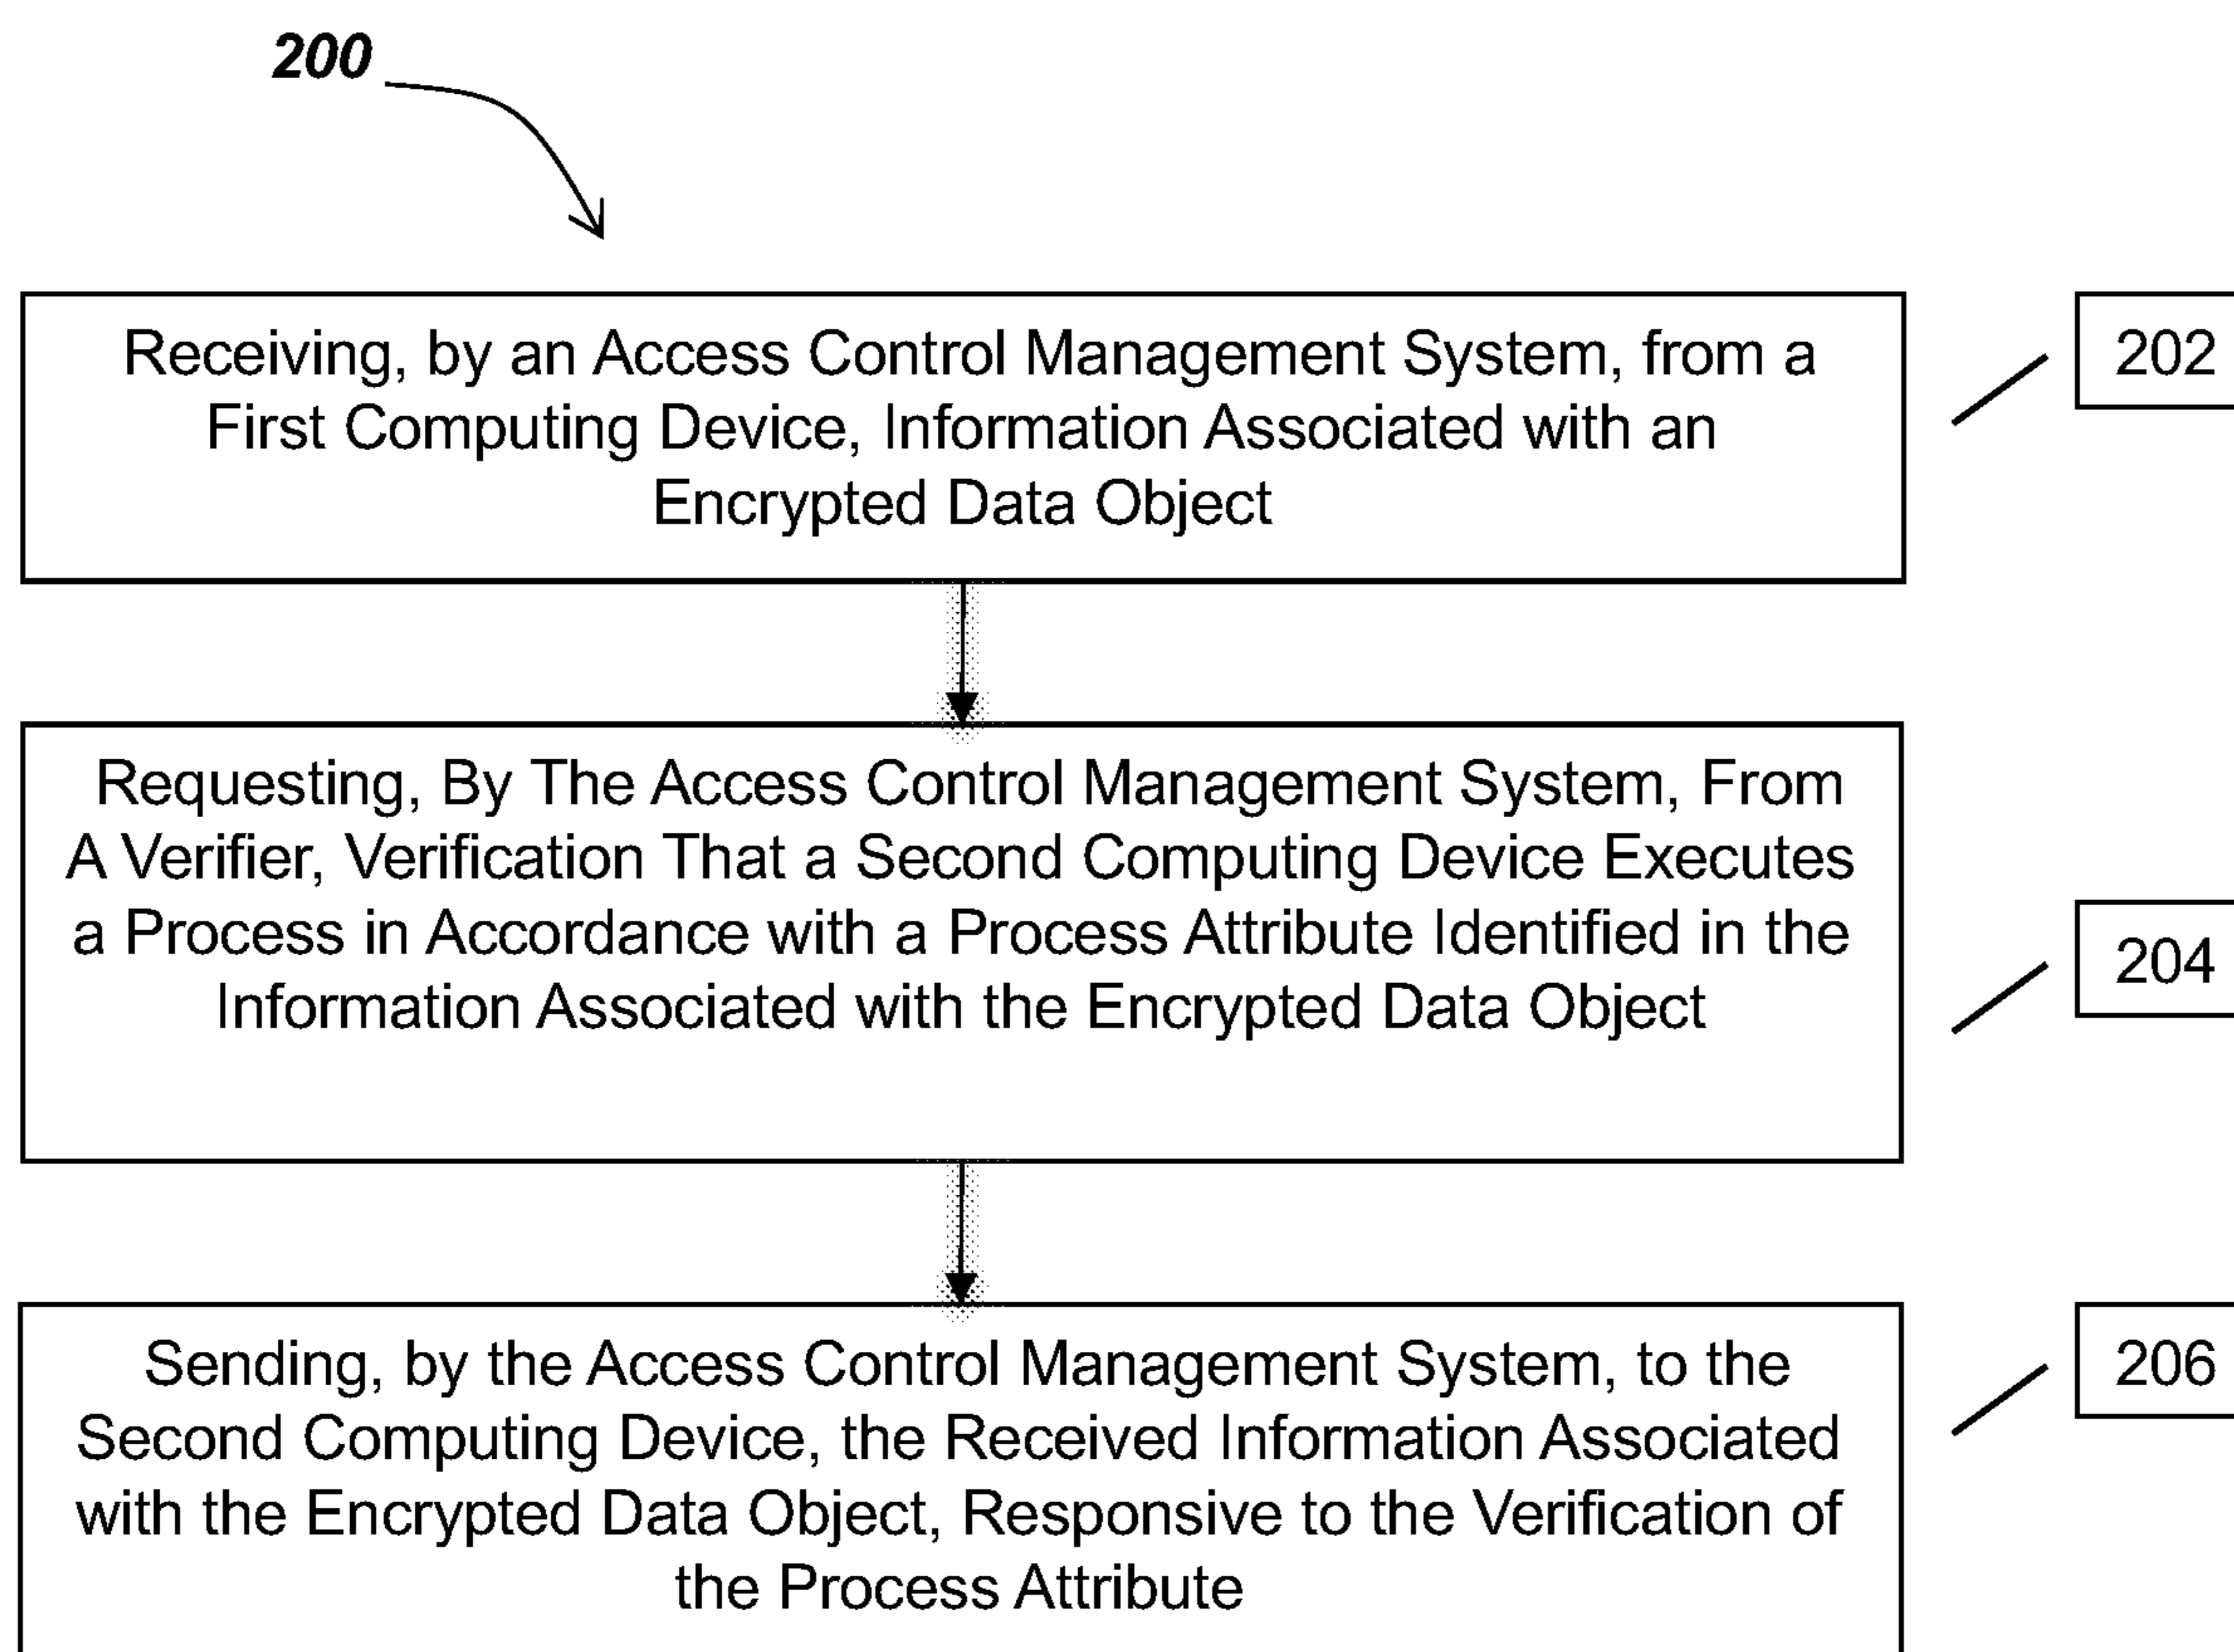 200
Receiving, by an Access Control Management System, from a
First Computing Device, Information Associated with an
Encrypted Data Object
202
Requesting, By The Access Control Management System, From
A Verifier, Verification That a Second Computing Device Executes
a Process in Accordance with a Process Attribute Identified in the
Information Associated with the Encrypted Data Object
204
Sending, by the Access Control Management System, to the
Second Computing Device, the Received Information Associated
with the Encrypted Data Object, Responsive to the Verification of
the Process Attribute
206